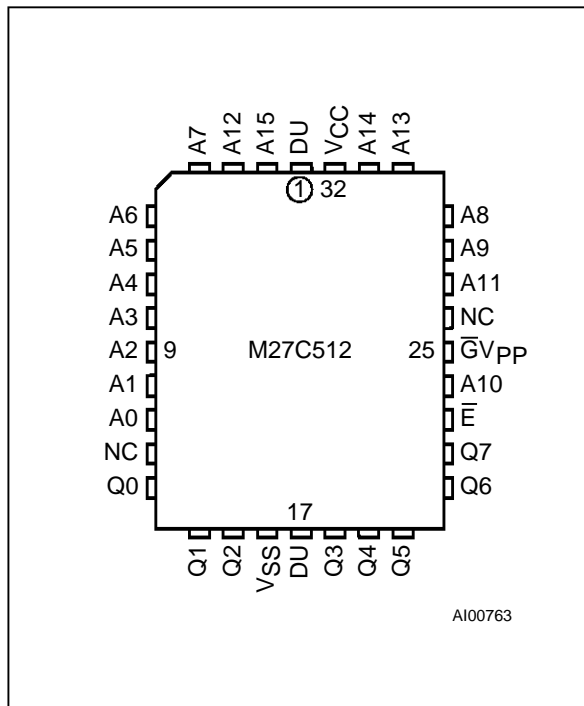 A7 A12 A15 DU VCC A14 A13
1 32
A6 A8
A5 A9
A4 A11
A3 NC
A2 9 M27C512 25 G̅VPP
A1 A10
A0 E̅
NC Q7
Q0 Q6
17
Q1 Q2 VSS DU Q3 Q4 Q5
AI00763